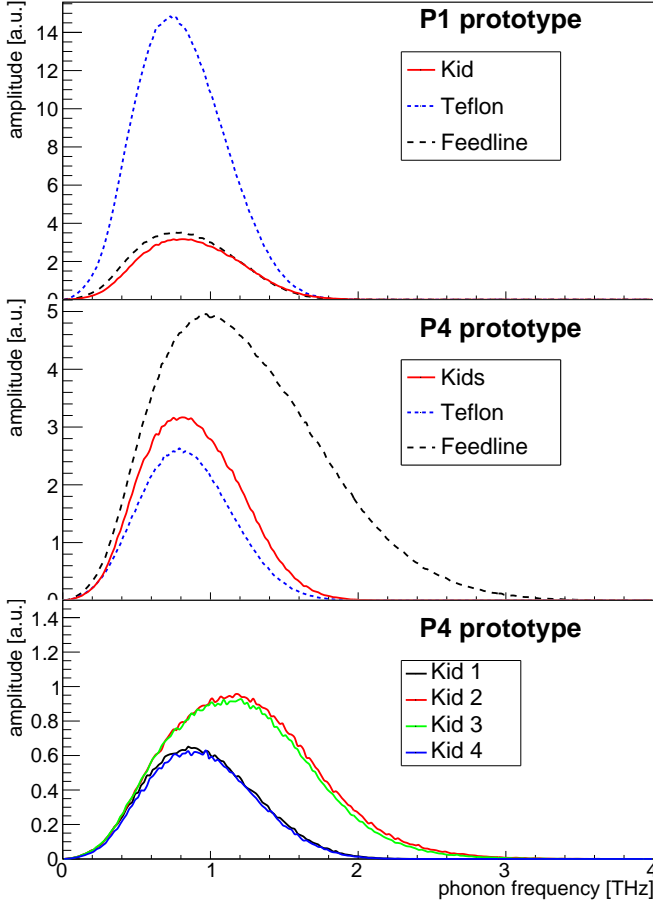 P1 prototype
amplitude [a.u.]
14
12
10
8
6
4
2
0
Kid
Teflon
Feedline
P4 prototype
amplitude [a.u.]
5
4
3
2
1
0
Kids
Teflon
Feedline
P4 prototype
amplitude [a.u.]
1.4
1.2
1
0.8
0.6
0.4
0.2
0
Kid 1
Kid 2
Kid 3
Kid 4
0 1 2 3 4
phonon frequency [THz]